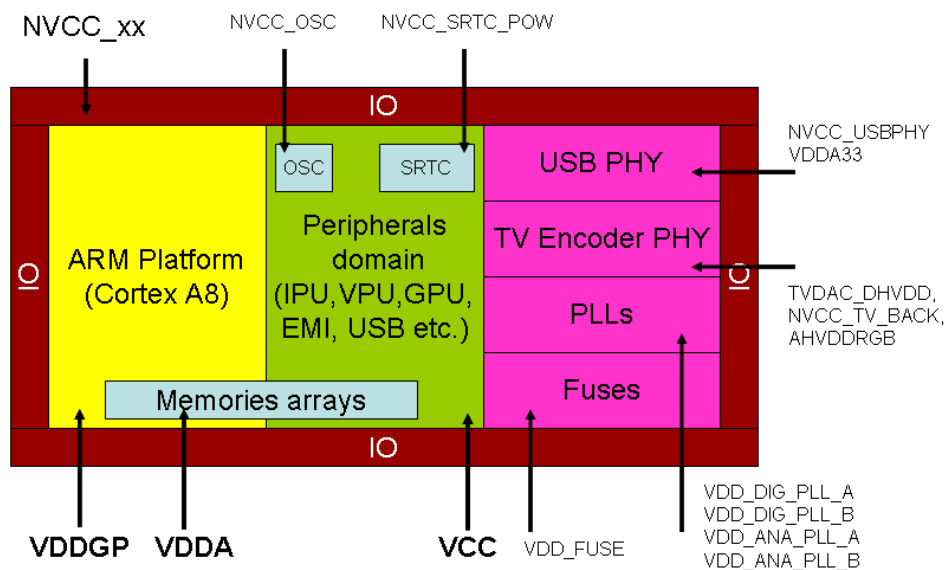 NVCC_xx
NVCC_OSC
NVCC_SRTC_POW
IO
OSC
SRTC
USB PHY
NVCC_USBPHY
VDDA33
IO
ARM Platform
(Cortex A8)
Peripherals
domain
(IPU,VPU,GPU,
EMI, USB etc.)
TV Encoder PHY
IO
TVDAC_DHVDD,
NVCC_TV_BACK,
AHVDDRGB
PLLs
Memories arrays
Fuses
IO
VDDGP
VDDA
VCC
VDD_FUSE
VDD_DIG_PLL_A
VDD_DIG_PLL_B
VDD_ANA_PLL_A
VDD_ANA_PLL_B